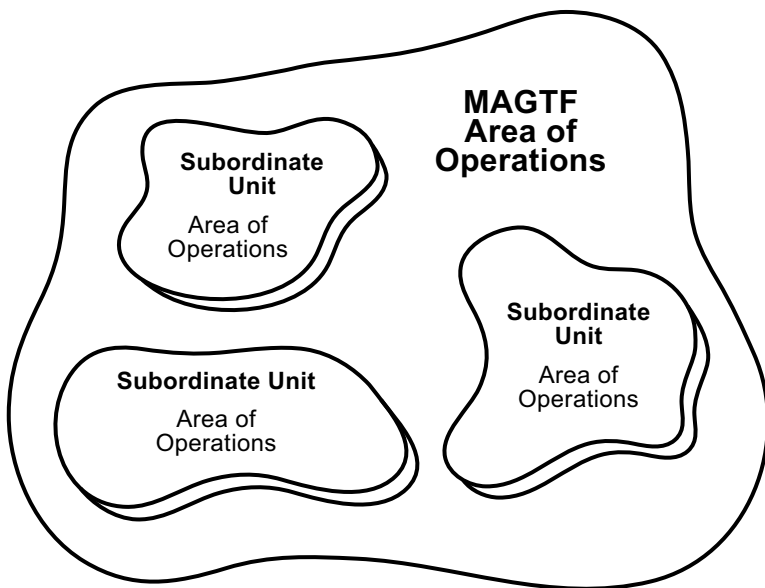 MAGTF
Area of
Operations
Subordinate
Unit
Area of
Operations
Subordinate
Unit
Area of
Operations
Subordinate Unit
Area of
Operations